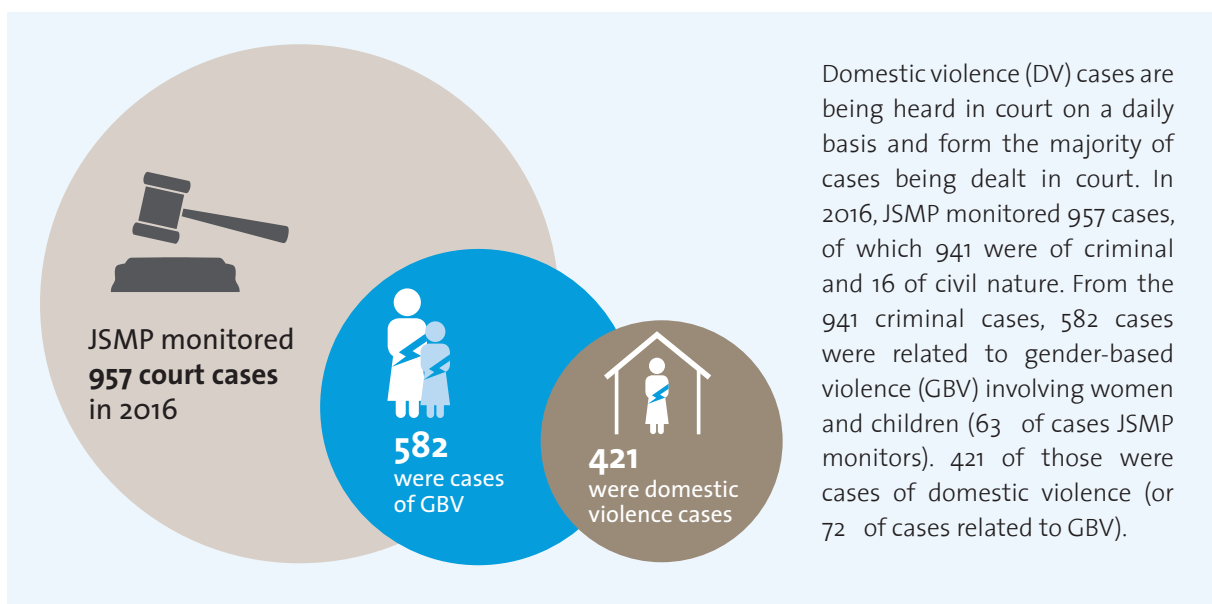 JSMP monitored
957 court cases
in 2016
582
were cases
of GBV
421
were domestic
violence cases
Domestic violence (DV) cases are
being heard in court on a daily
basis and form the majority of
cases being dealt in court. In
2016, JSMP monitored 957 cases,
of which 941 were of criminal
and 16 of civil nature. From the
941 criminal cases, 582 cases
were related to gender-based
violence (GBV) involving women
and children (63 of cases JSMP
monitors). 421 of those were
cases of domestic violence (or
72 of cases related to GBV).